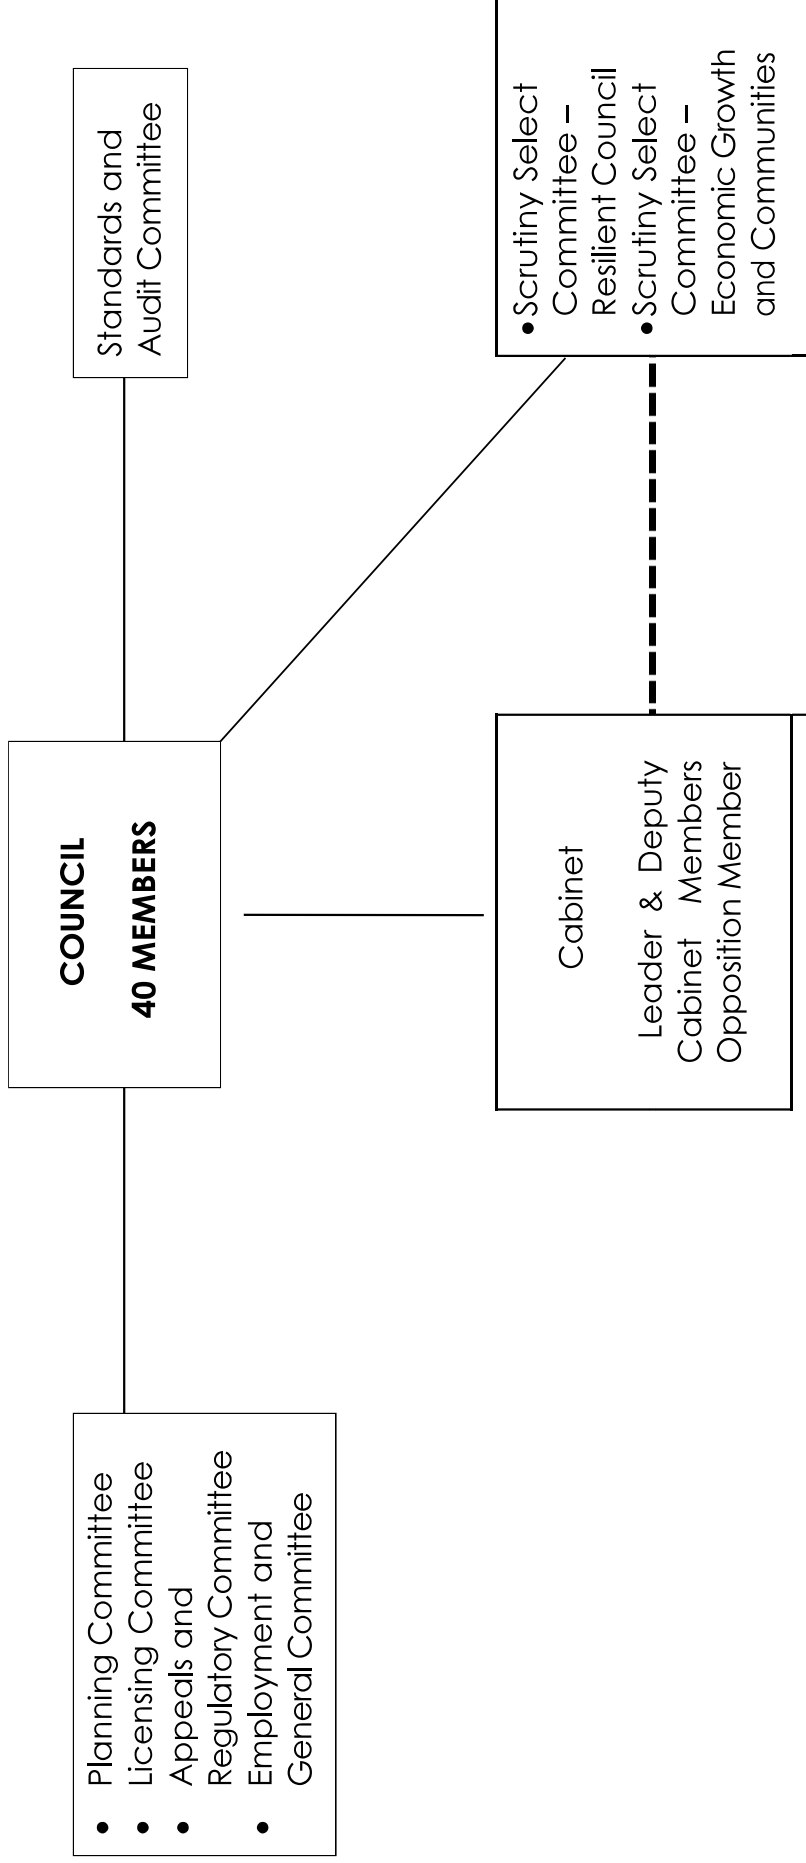 COUNCIL
40 MEMBERS
• Planning Committee
• Licensing Committee
• Appeals and
Regulatory Committee
• Employment and
General Committee
Standards and
Audit Committee
Cabinet
Leader & Deputy
Cabinet Members
Opposition Member
• Scrutiny Select
Committee –
Resilient Council
• Scrutiny Select
Committee –
Economic Growth
and Communities